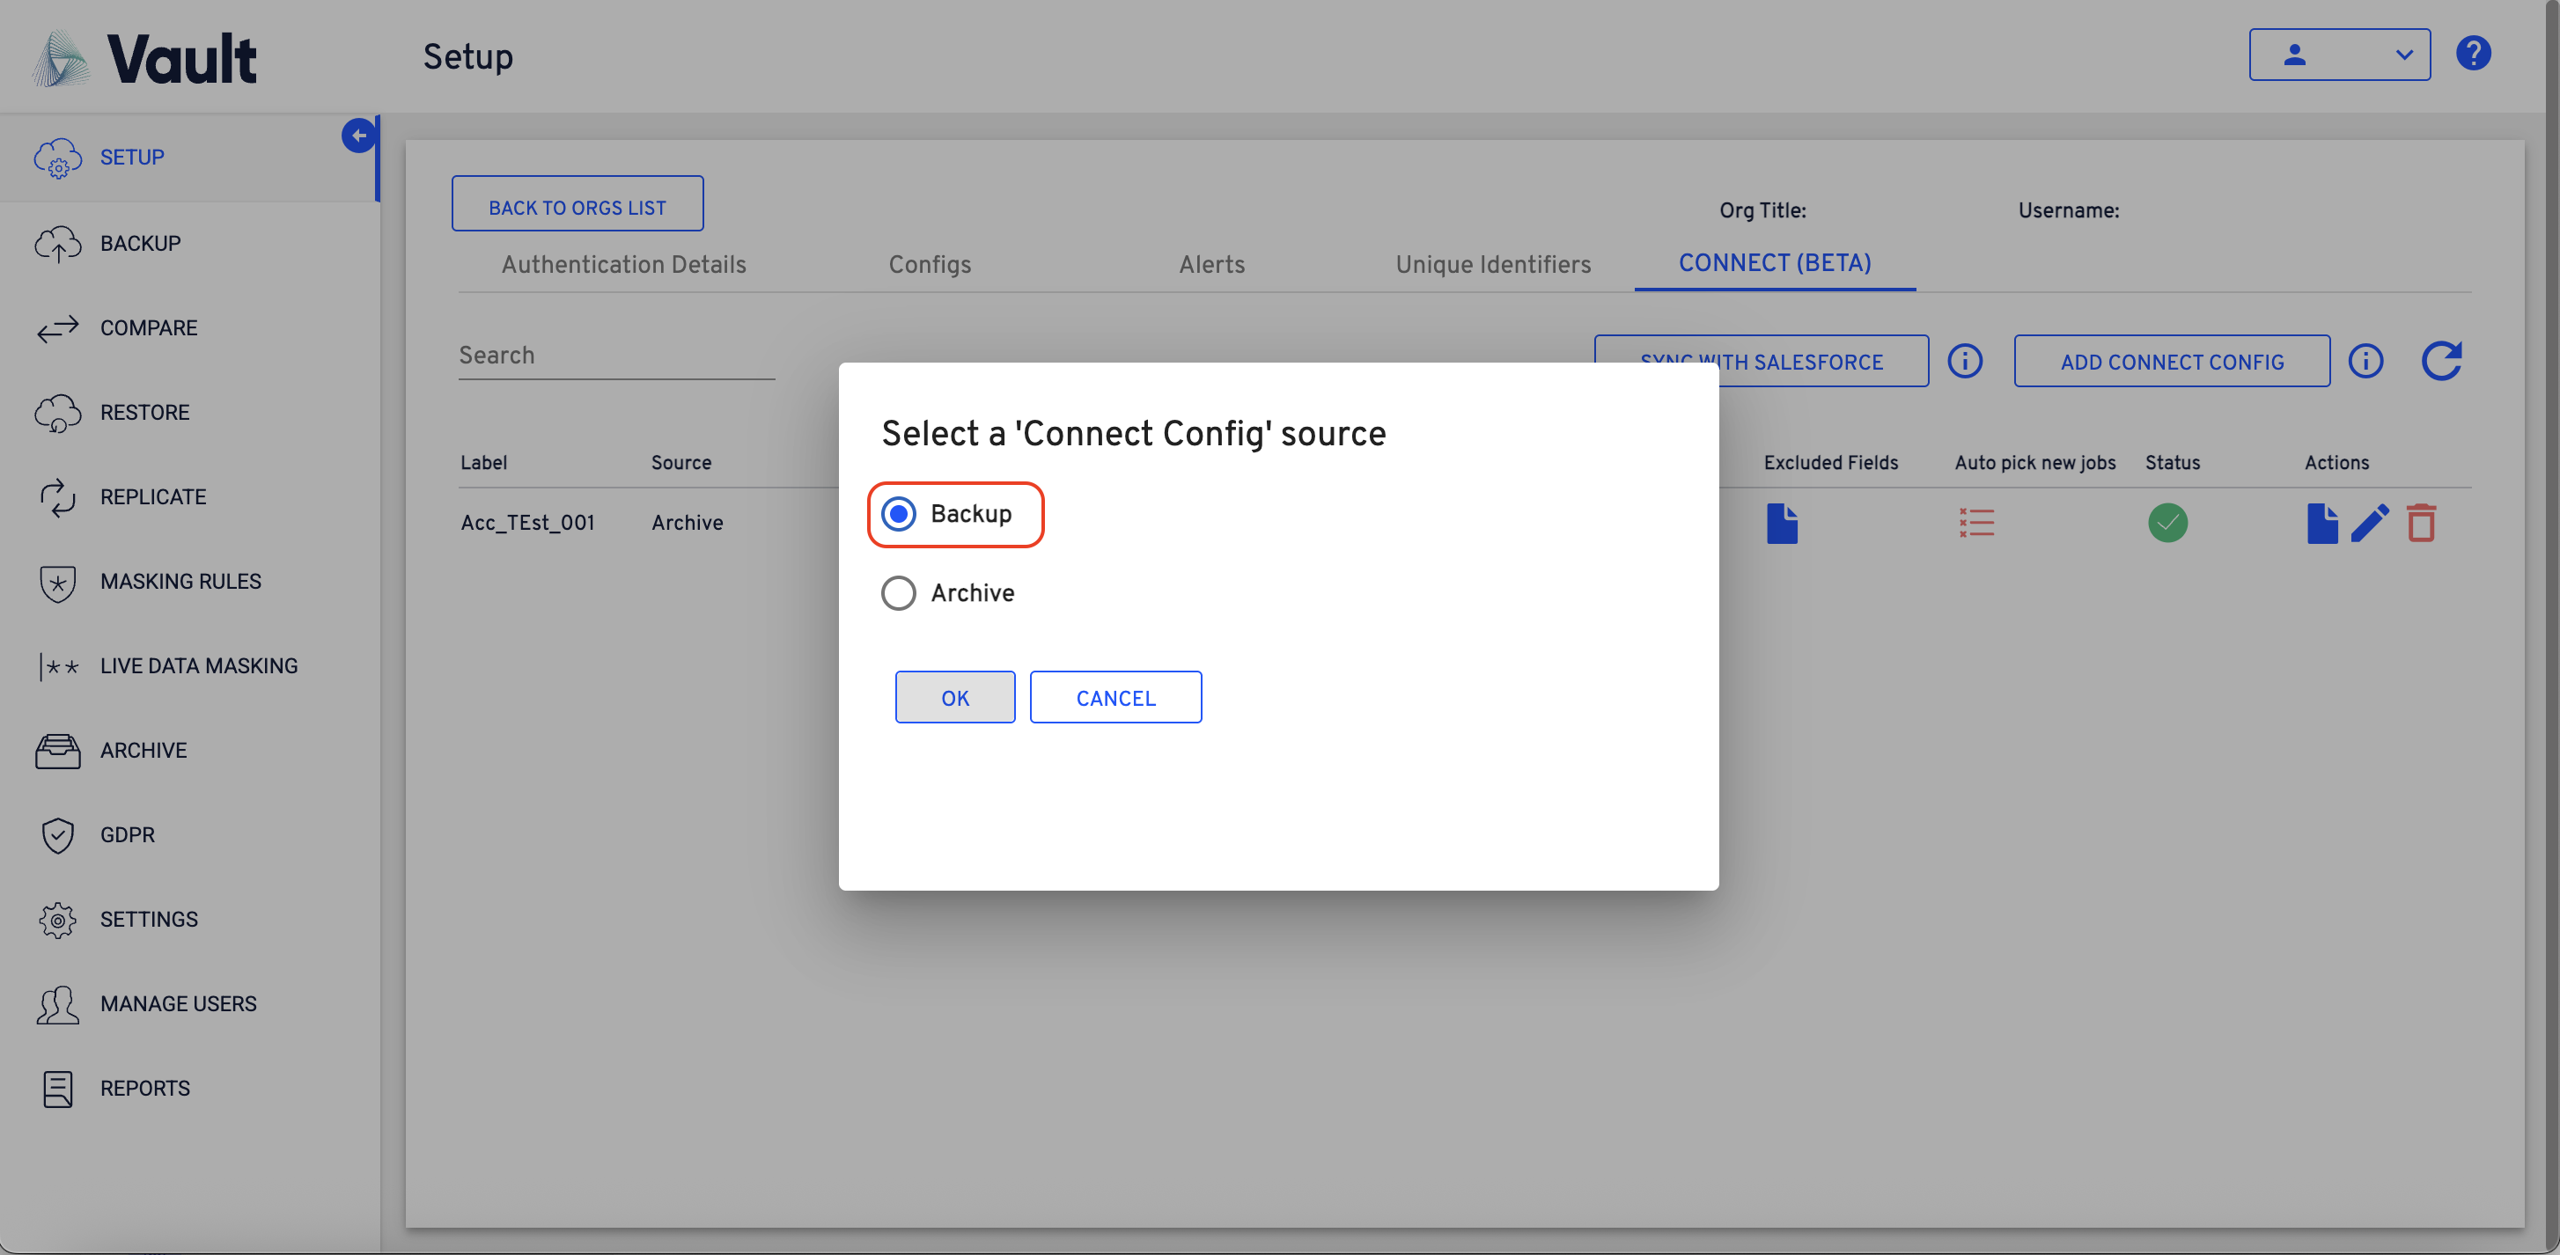 Vault
Setup
SETUP
BACKUP
COMPARE
RESTORE
REPLICATE
MASKING RULES
LIVE DATA MASKING
ARCHIVE
GDPR
SETTINGS
MANAGE USERS
REPORTS
BACK TO ORGS LIST
Org Title:
Username:
Authentication Details
Configs
Alerts
Unique Identifiers
CONNECT (BETA)
Search
SYNC WITH SALESFORCE
ADD CONNECT CONFIG
Label
Source
Excluded Fields
Auto pick new jobs
Status
Actions
Acc_TEst_001
Archive
Select a 'Connect Config' source
Backup
Archive
OK
CANCEL